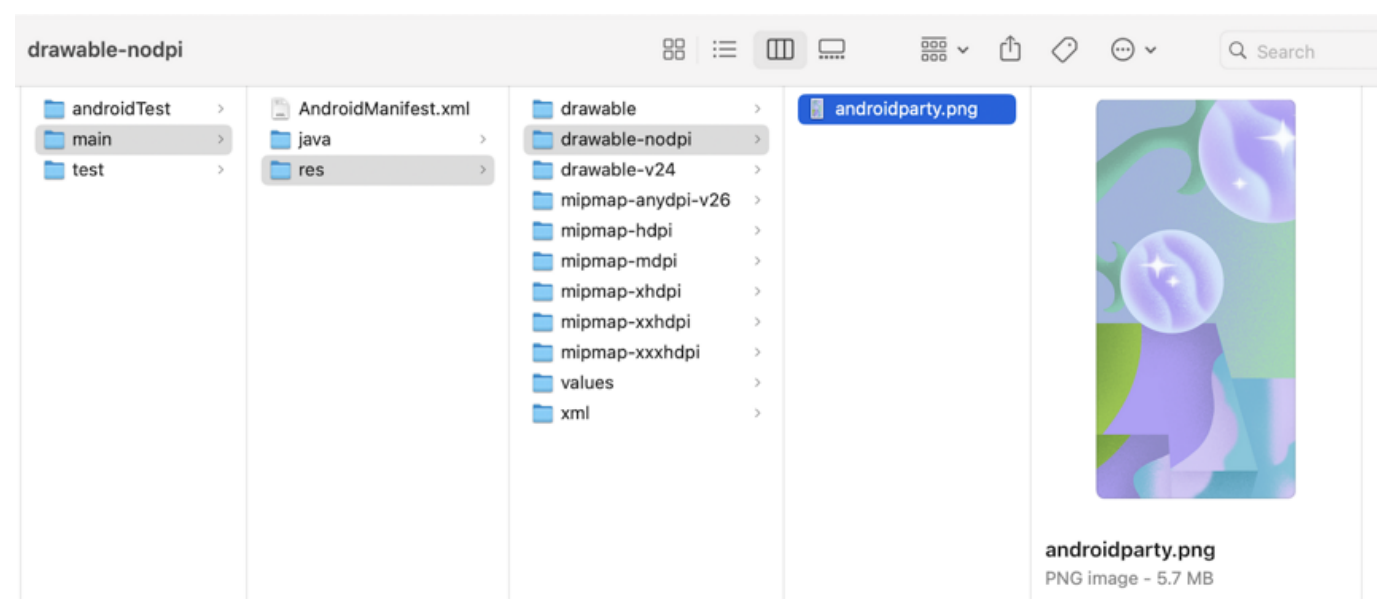 drawable-nodpi
Search
androidTest
main
test
AndroidManifest.xml
java
res
drawable
drawable-nodpi
drawable-v24
mipmap-anydpi-v26
mipmap-hdpi
mipmap-mdpi
mipmap-xhdpi
mipmap-xxhdpi
mipmap-xxxhdpi
values
xml
androidparty.png
androidparty.png
PNG image - 5.7 MB